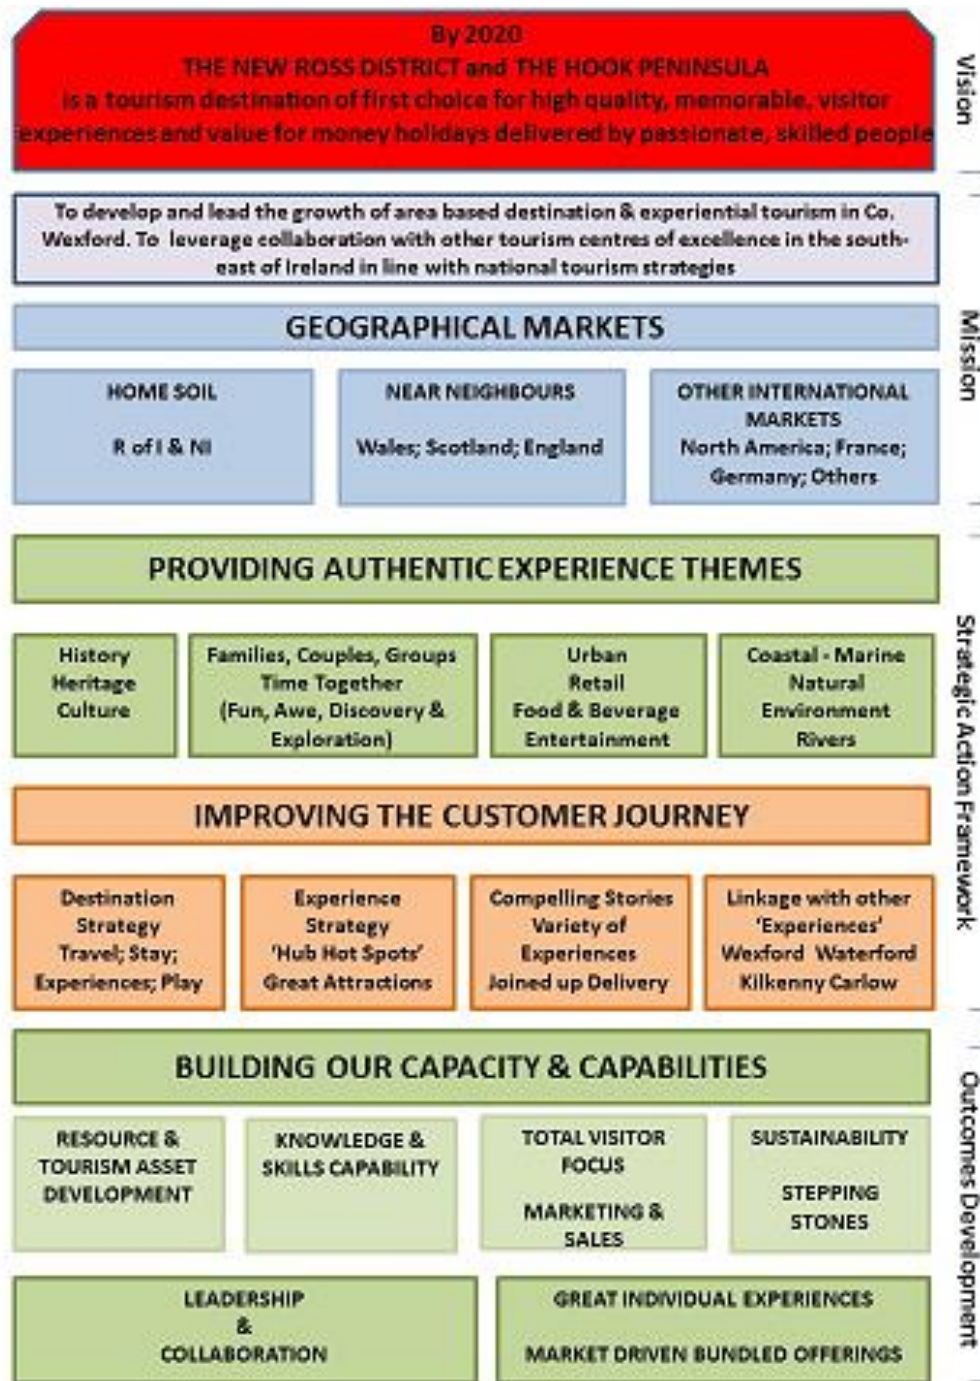 By 2020
THE NEW ROSS DISTRICT and THE HOOK PENINSULA
is a tourism destination of first choice for high quality, memorable, visitor
experiences and value for money holidays delivered by passionate, skilled people
Vision
To develop and lead the growth of area based destination & experiential tourism in Co.
Wexford. To leverage collaboration with other tourism centres of excellence in the south-
east of Ireland in line with national tourism strategies
GEOGRAPHICAL MARKETS
Mission
HOME SOIL
R of I & NI
NEAR NEIGHBOURS
Wales; Scotland; England
OTHER INTERNATIONAL
MARKETS
North America; France;
Germany; Others
PROVIDING AUTHENTIC EXPERIENCE THEMES
History
Heritage
Culture
Families, Couples, Groups
Time Together
(Fun, Awe, Discovery &
Exploration)
Urban
Retail
Food & Beverage
Entertainment
Coastal - Marine
Natural
Environment
Rivers
Strategic Action Framework
IMPROVING THE CUSTOMER JOURNEY
Destination
Strategy
Travel; Stay;
Experiences; Play
Experience
Strategy
'Hub Hot Spots'
Great Attractions
Compelling Stories
Variety of
Experiences
Joined up Delivery
Linkage with other
'Experiences'
Wexford Waterford
Kilkenny Carlow
BUILDING OUR CAPACITY & CAPABILITIES
RESOURCE &
TOURISM ASSET
DEVELOPMENT
KNOWLEDGE &
SKILLS CAPABILITY
TOTAL VISITOR
FOCUS
MARKETING &
SALES
SUSTAINABILITY
STEPPING
STONES
Outcomes Development
LEADERSHIP
&
COLLABORATION
GREAT INDIVIDUAL EXPERIENCES
MARKET DRIVEN BUNDLED OFFERINGS